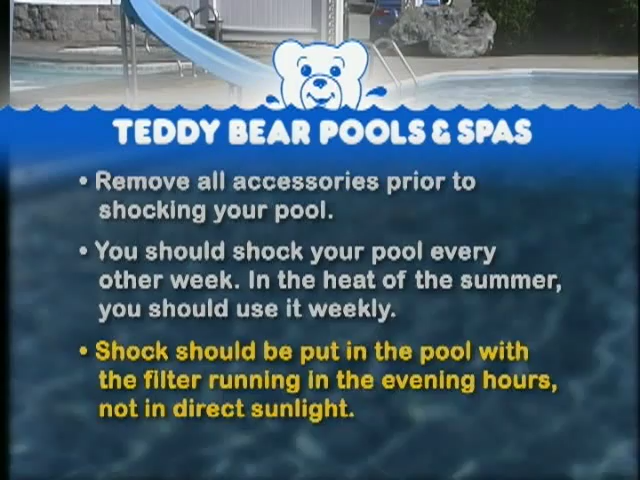 TEDDY BEAR POOLS & SPAS
• Remove all accessories prior to
shocking your pool.
• You should shock your pool every
other week. In the heat of the summer,
you should use it weekly.
• Shock should be put in the pool with
the filter running in the evening hours,
not in direct sunlight.